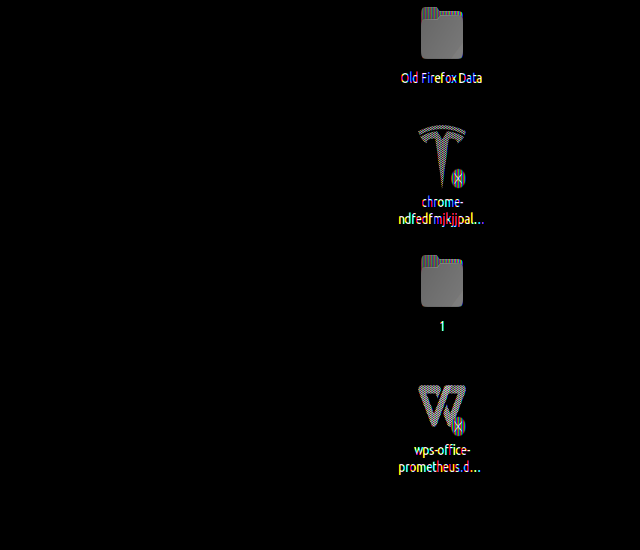 Old Firefox Data
chrome-
ndfedfmjkjjpal...
1
wps-office-
prometheus.d...